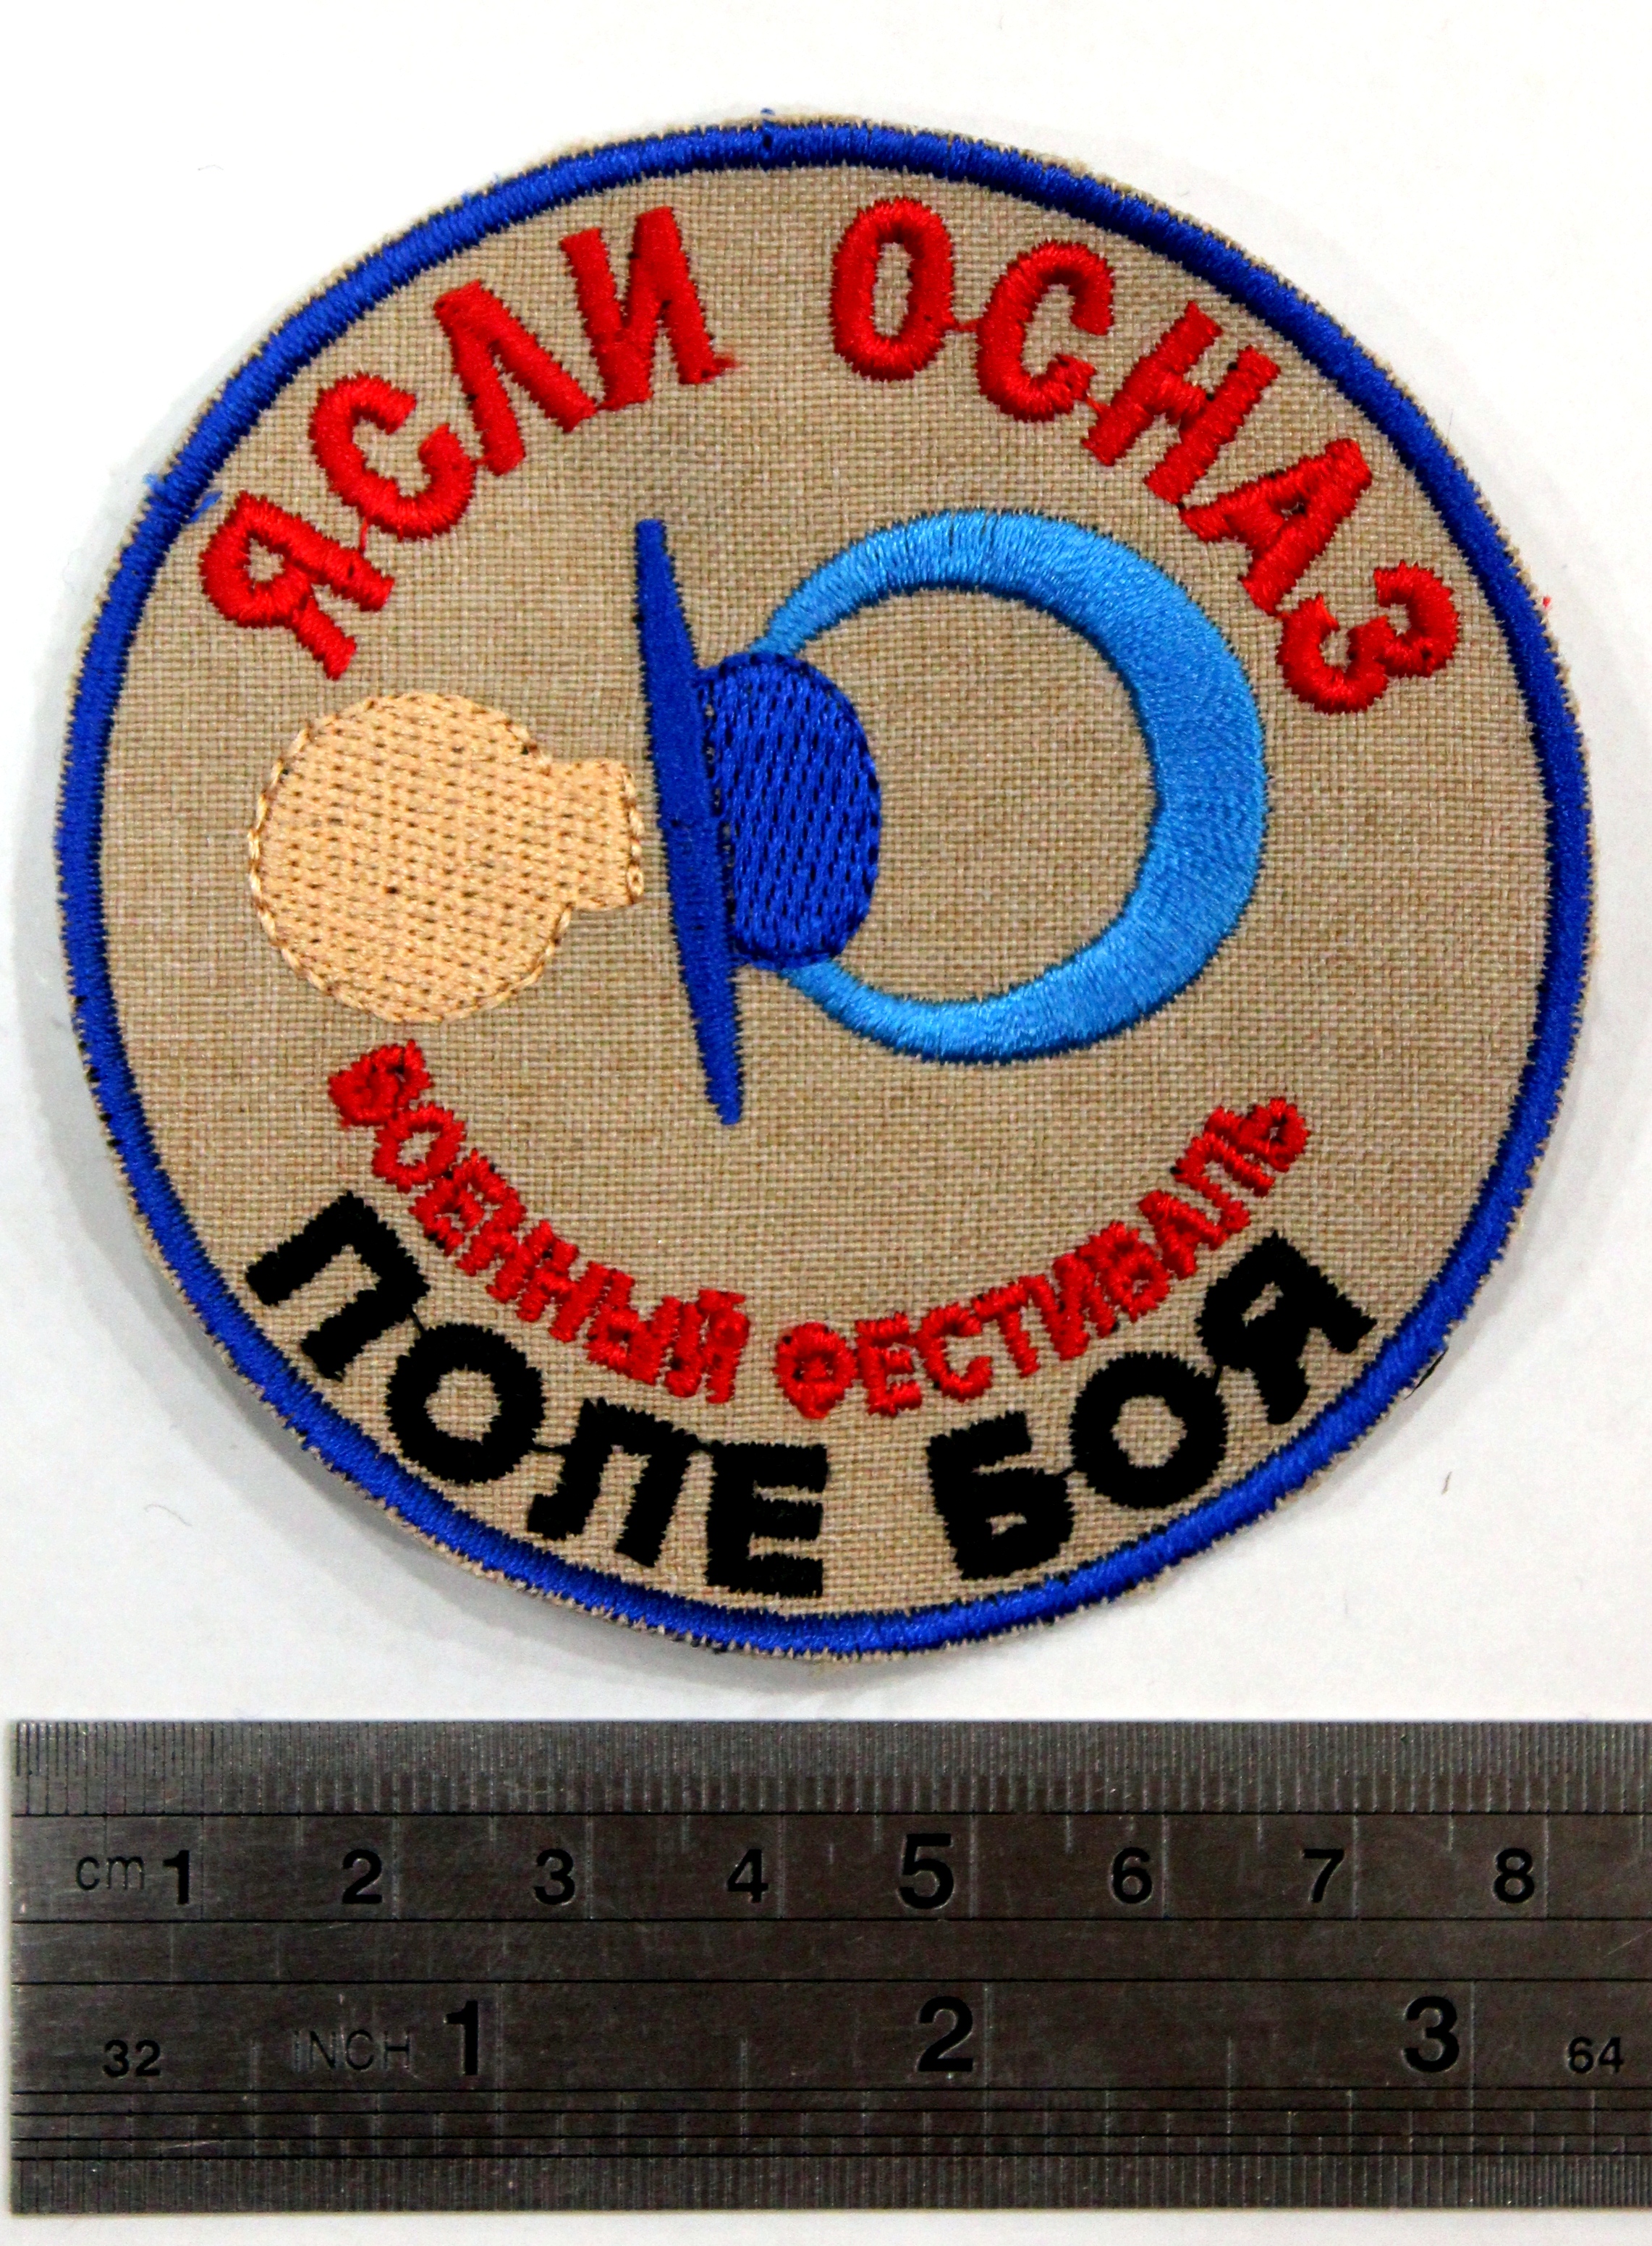 ЯСЛИ ОСНАЗ
ВОЕННЫЙ ФЕСТИВАЛЬ
ПОЛЕ БОЯ
cm 1 2 3 4 5 6 7 8
32 INCH 1 2 3 64